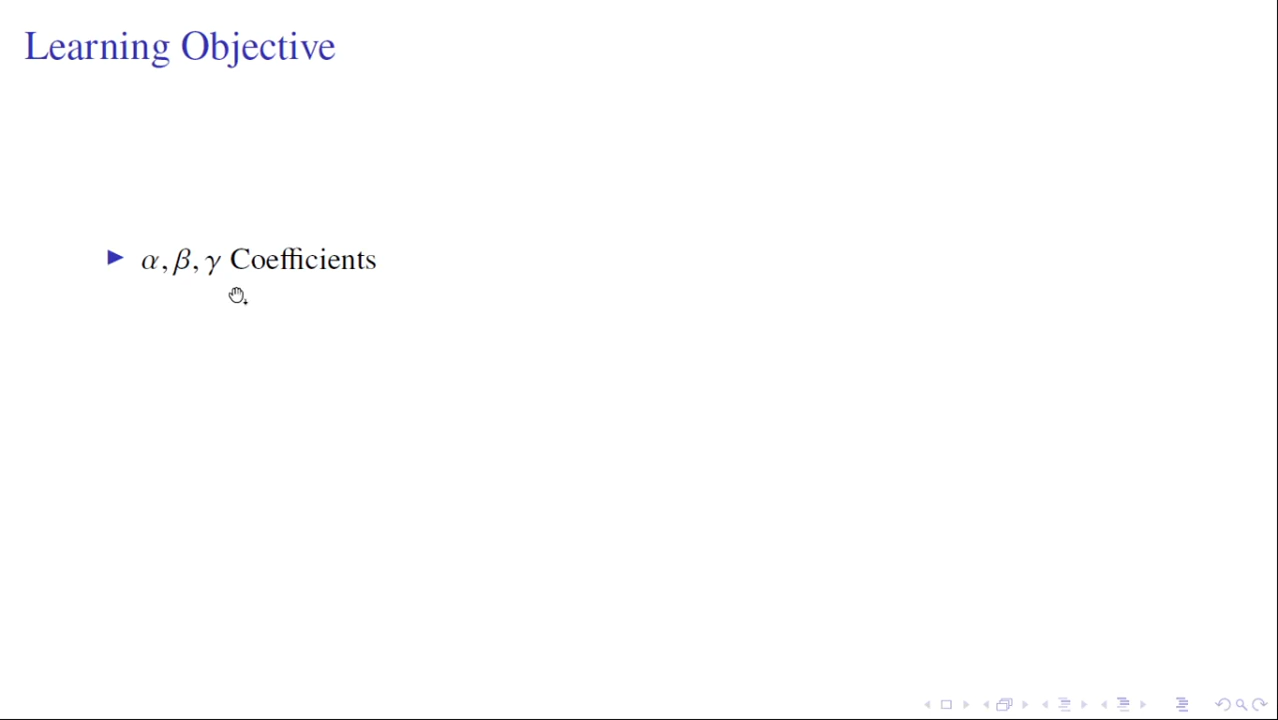 Learning Objective
α, β, γ Coefficients